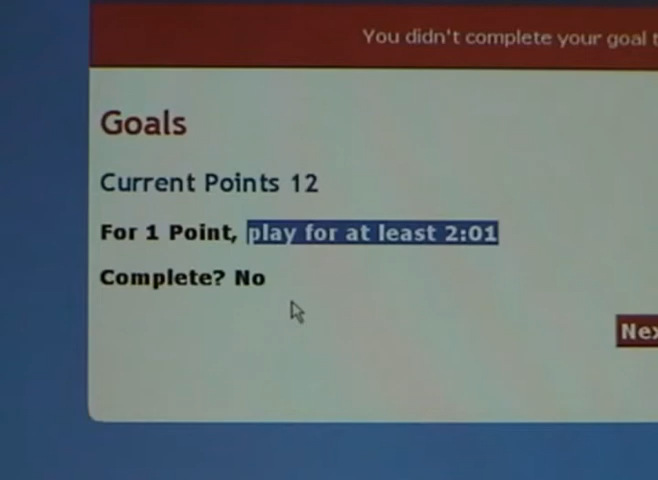 You didn't complete your goal
Goals
Current Points 12
For 1 Point, play for at least 2:01
Complete? No